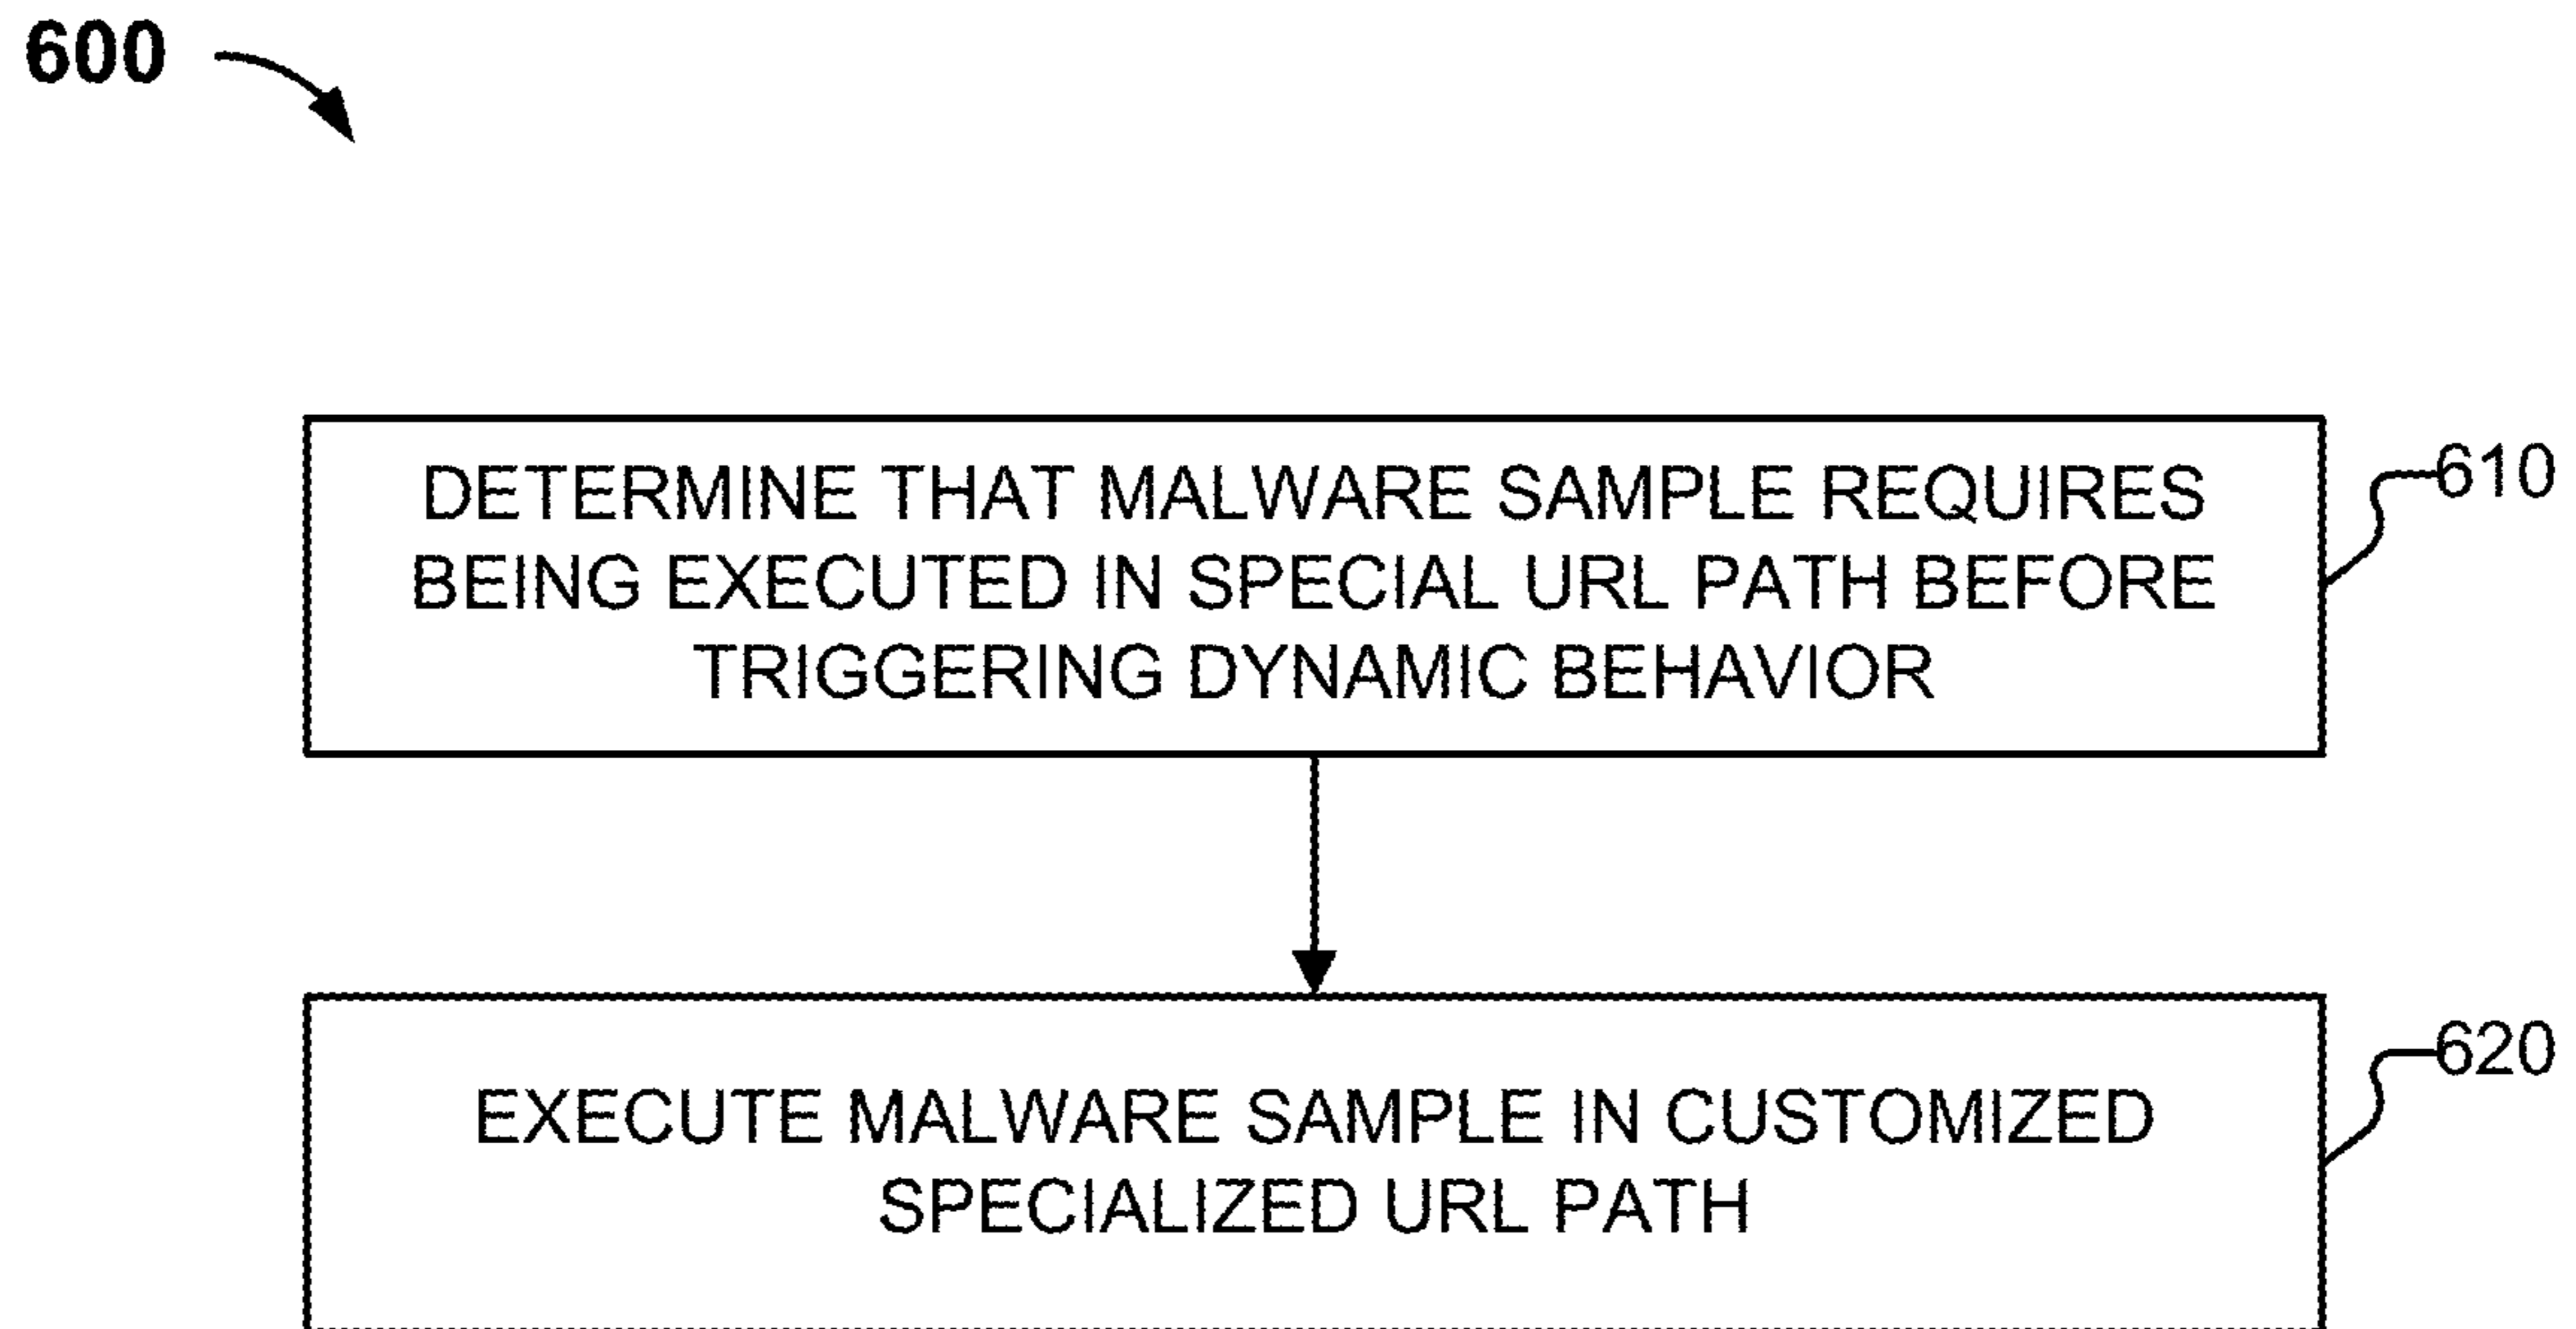 600
DETERMINE THAT MALWARE SAMPLE REQUIRES
BEING EXECUTED IN SPECIAL URL PATH BEFORE
TRIGGERING DYNAMIC BEHAVIOR
610
EXECUTE MALWARE SAMPLE IN CUSTOMIZED
SPECIALIZED URL PATH
620